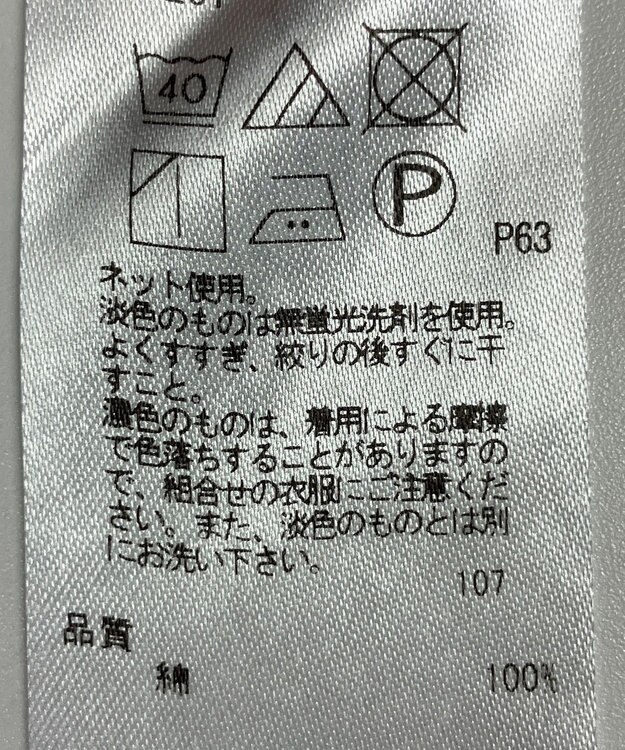 40
P
P63
ネット使用。
淡色のものは無蛍光洗剤を使用。
よくすすぎ、絞りの後すぐに干
すこと。
濃色のものは、着用による摩擦
で色落ちすることがありますの
で、組合せの衣服にご注意くだ
さい。また、淡色のものとは別
にお洗い下さい。
107
品質
綿 100%